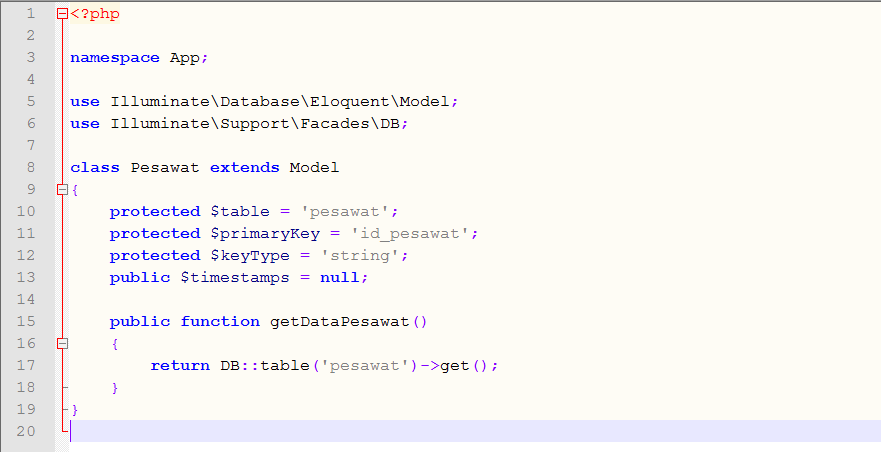 1 <?php
2
3 namespace App;
4
5 use Illuminate\Database\Eloquent\Model;
6 use Illuminate\Support\Facades\DB;
7
8 class Pesawat extends Model
9 {
10     protected $table = 'pesawat';
11     protected $primaryKey = 'id_pesawat';
12     protected $keyType = 'string';
13     public $timestamps = null;
14
15     public function getDataPesawat()
16     {
17         return DB::table('pesawat')->get();
18     }
19 }
20